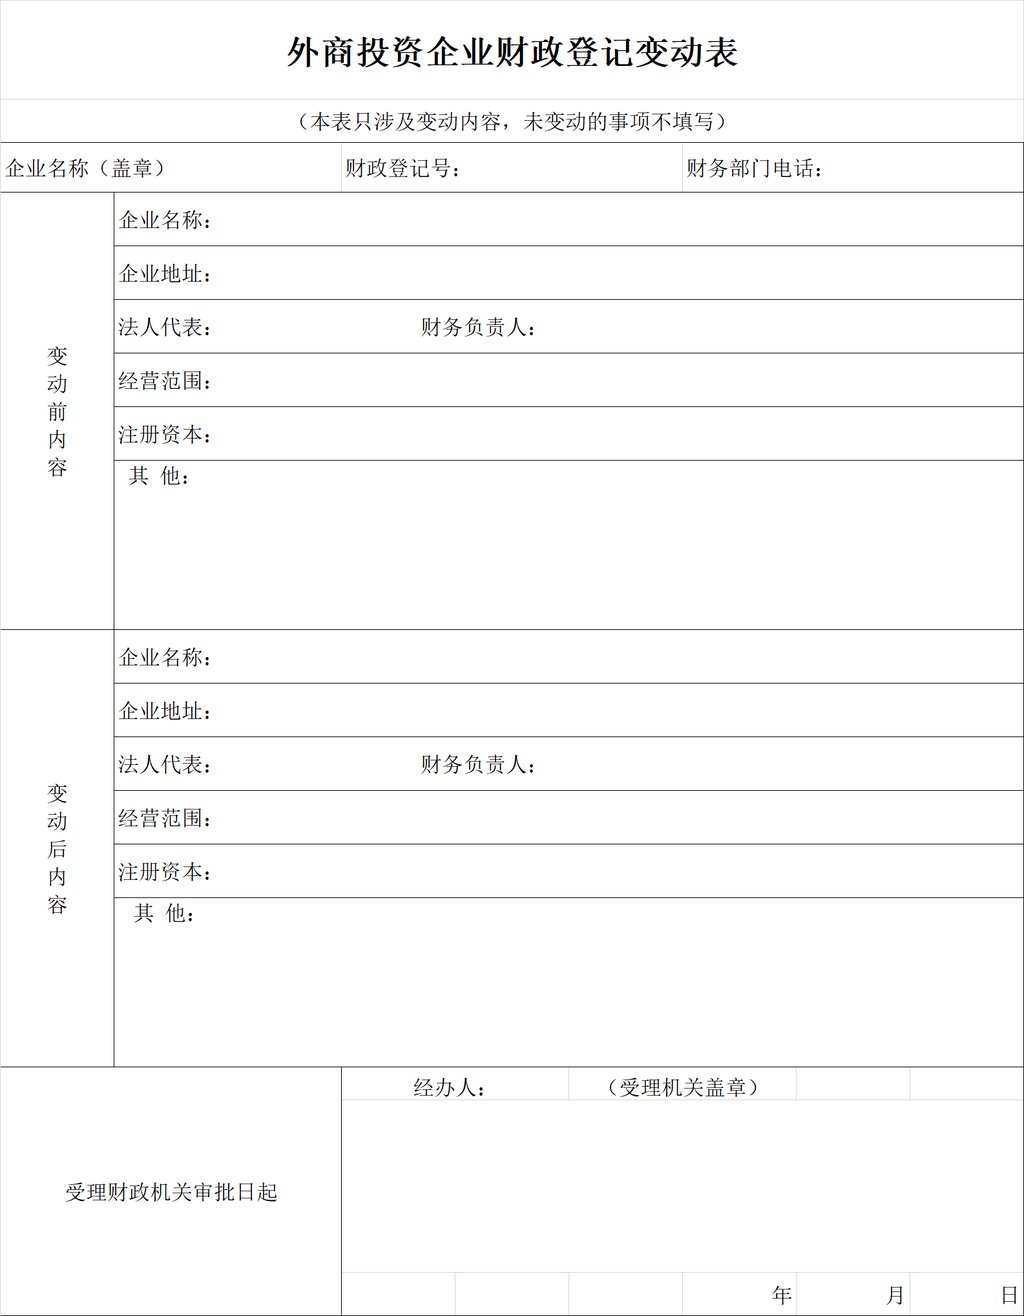 外商投资企业财政登记变动表
（本表只涉及变动内容，未变动的事项不填写）
企业名称（盖章） 财政登记号： 财务部门电话：
变动前内容
企业名称：
企业地址：
法人代表： 财务负责人：
经营范围：
注册资本：
其 他：
变动后内容
企业名称：
企业地址：
法人代表： 财务负责人：
经营范围：
注册资本：
其 他：
受理财政机关审批日起
经办人： （受理机关盖章）
年 月 日